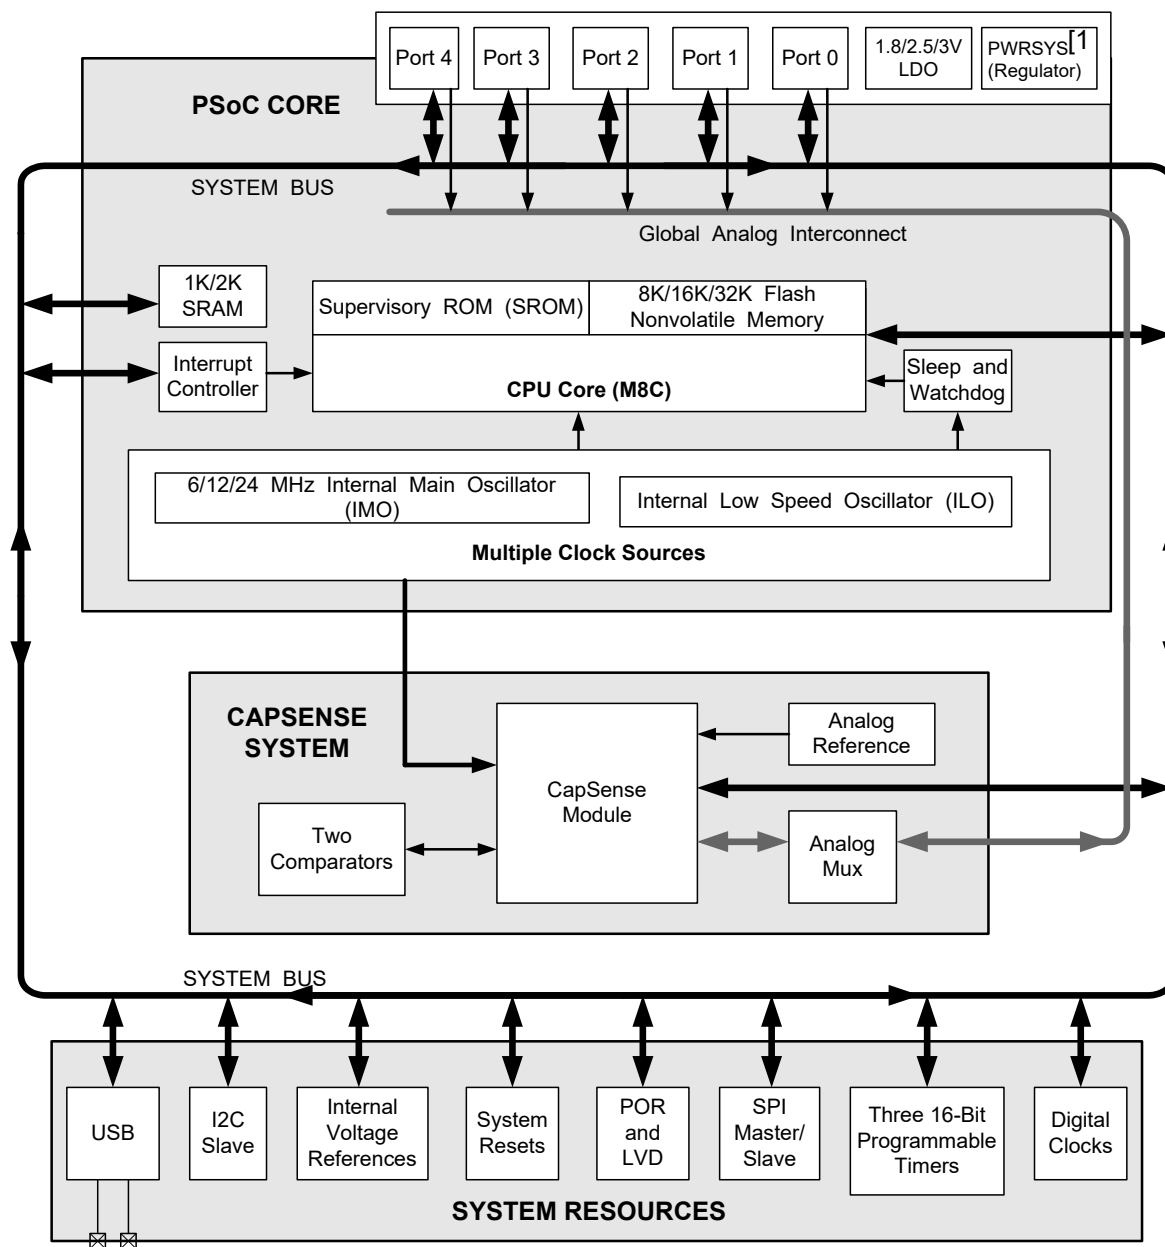 Port 4
Port 3
Port 2
Port 1
Port 0
1.8/2.5/3V
LDO
PWRSYS[1
(Regulator)
PSoC CORE
SYSTEM BUS
Global Analog Interconnect
1K/2K
SRAM
Supervisory ROM (SROM)
8K/16K/32K Flash
Nonvolatile Memory
Interrupt
Controller
CPU Core (M8C)
Sleep and
Watchdog
6/12/24 MHz Internal Main Oscillator
(IMO)
Internal Low Speed Oscillator (ILO)
Multiple Clock Sources
CAPSENSE
SYSTEM
CapSense
Module
Analog
Reference
Two
Comparators
Analog
Mux
SYSTEM BUS
USB
I2C
Slave
Internal
Voltage
References
System
Resets
POR
and
LVD
SPI
Master/
Slave
Three 16-Bit
Programmable
Timers
Digital
Clocks
SYSTEM RESOURCES